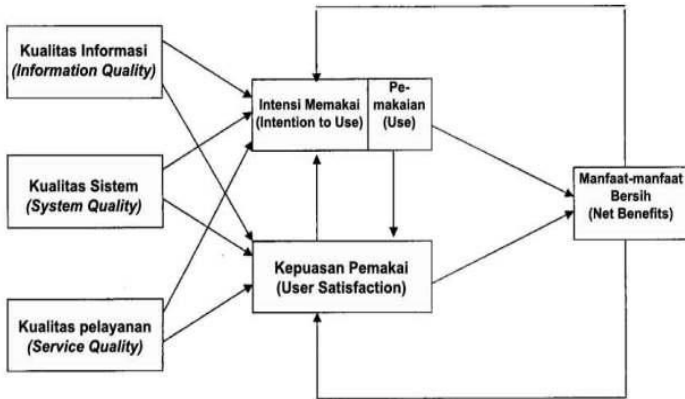 Kualitas Informasi
(Information Quality)
Intensi Memakai
(Intention to Use)
Pe-
makaian
(Use)
Kualitas Sistem
(System Quality)
Manfaat-manfaat
Bersih
(Net Benefits)
Kepuasan Pemakai
(User Satisfaction)
Kualitas pelayanan
(Service Quality)